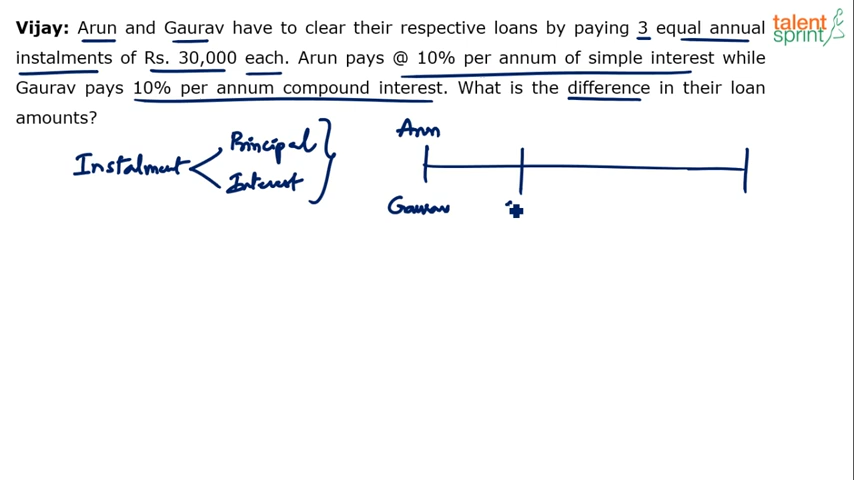 Vijay: Arun and Gaurav have to clear their respective loans by paying 3 equal annual
instalments of Rs. 30,000 each. Arun pays @ 10% per annum of simple interest while
Gaurav pays 10% per annum compound interest. What is the difference in their loan
amounts?
talent
sprint
Arun
Principal
Instalment
Interest
Gaurav